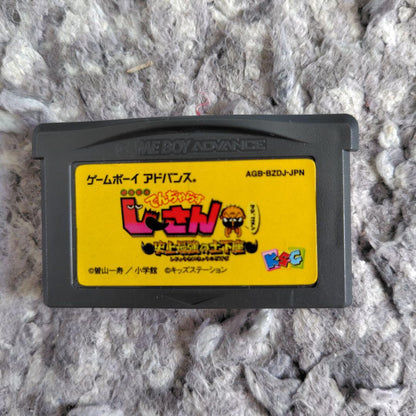 GAME BOY ADVANCE
ゲームボーイ アドバンス®
AGB-BZDJ-JPN
でんぢゃらす
じーさん
史上最強の土下座
©曽山一寿／小学館 ©キッズステーション